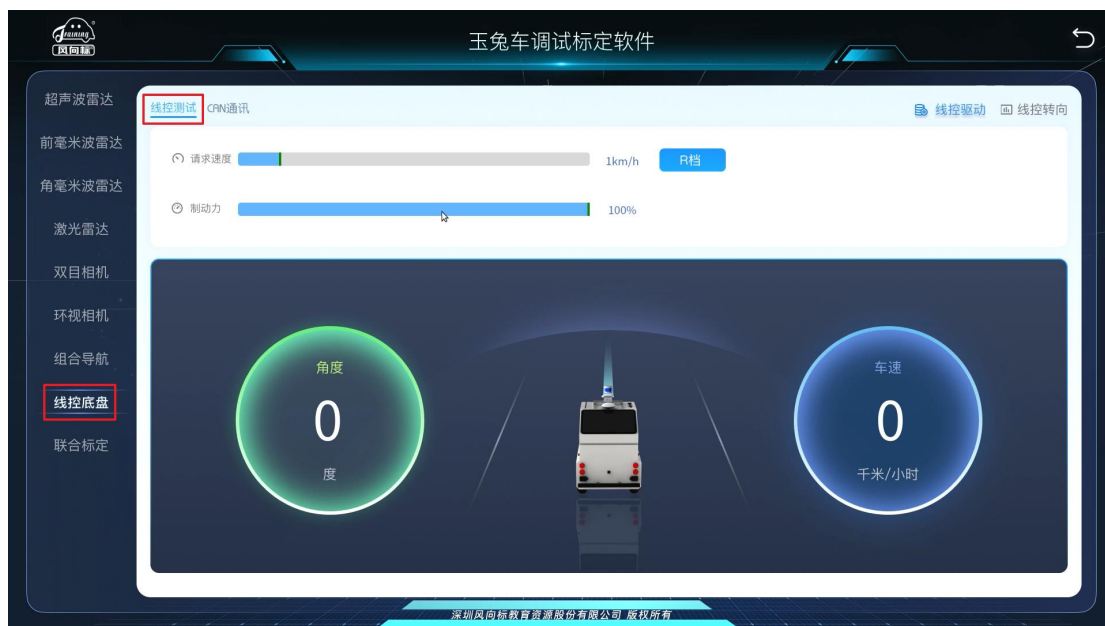 Training
风向标
玉兔车调试标定软件
超声波雷达
前毫米波雷达
角毫米波雷达
激光雷达
双目相机
环视相机
组合导航
线控底盘
联合标定
线控测试 CAN通讯
线控驱动 线控转向
请求速度 1km/h R档
制动力 100%
角度
0
度
车速
0
千米/小时
深圳风向标教育资源股份有限公司 版权所有